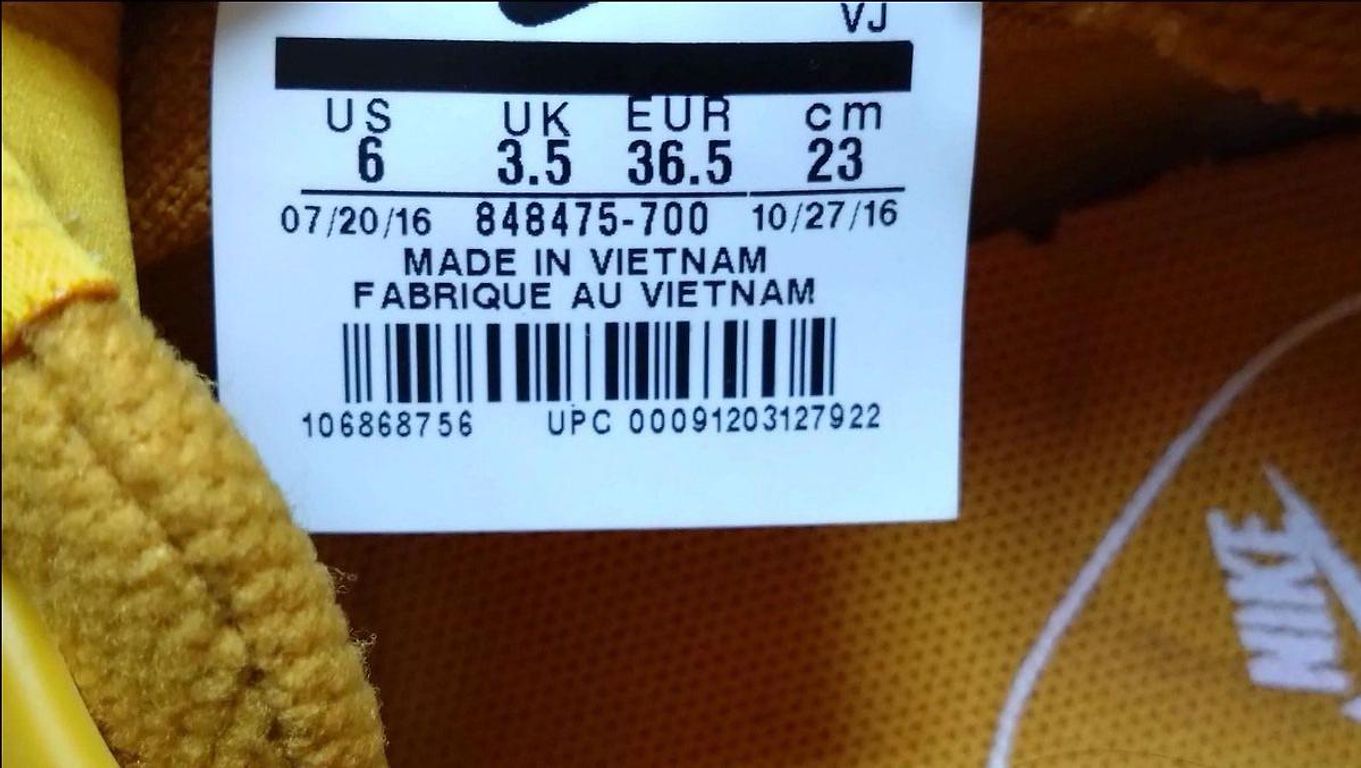 VJ
US UK EUR cm
6 3.5 36.5 23
07/20/16 848475-700 10/27/16
MADE IN VIETNAM
FABRIQUE AU VIETNAM
106868756 UPC 00091203127922
NIKE